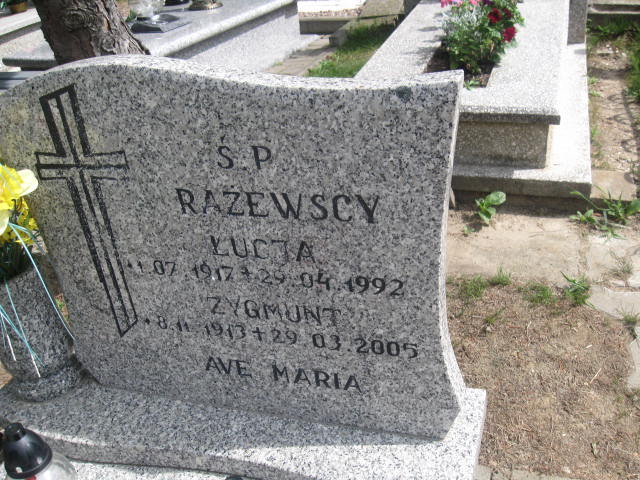 Ś.P
RAZEWSCY
ŁUCJA
* 1.07.1917 + 29.04.1992
ZYGMUNT
* 8.11.1913 + 29.03.2005
AVE MARIA